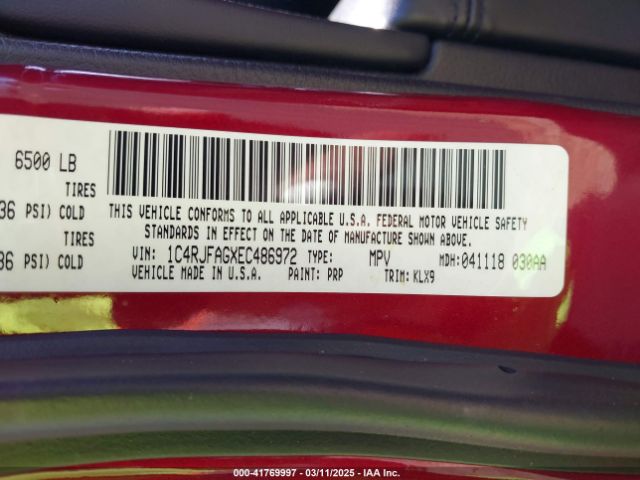 6500 LB
TIRES
36 PSI) COLD
TIRES
36 PSI) COLD
THIS VEHICLE CONFORMS TO ALL APPLICABLE U.S.A. FEDERAL MOTOR VEHICLE SAFETY
STANDARDS IN EFFECT ON THE DATE OF MANUFACTURE SHOWN ABOVE.
VIN: 1C4RJFAGXEC486972 TYPE: MPV MDH:041118 030AA
VEHICLE MADE IN U.S.A. PAINT: PRP TRIM: KLX9
000-41769997 - 03/11/2025 - IAA Inc.